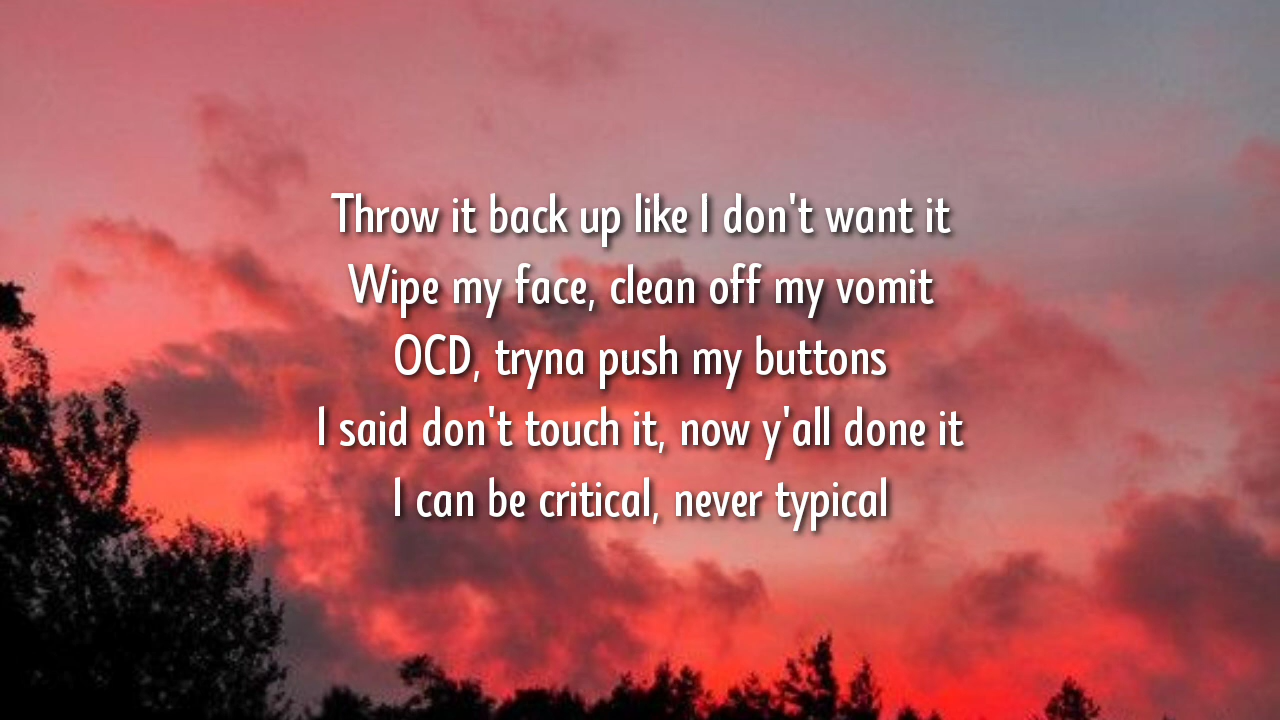 Throw it back up like I don't want it
Wipe my face, clean off my vomit
OCD, tryna push my buttons
I said don't touch it, now y'all done it
I can be critical, never typical